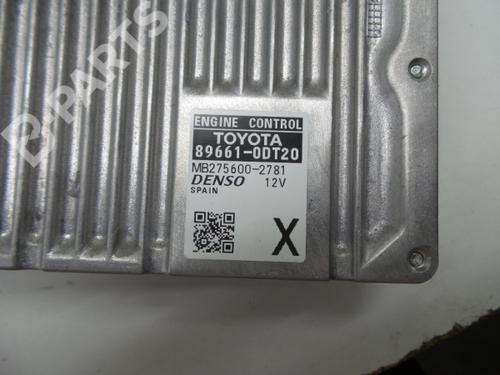 B-PARTS
ENGINE CONTROL
TOYOTA
89661-0DT20
MB275600-2781
DENSO 12V
SPAIN
X